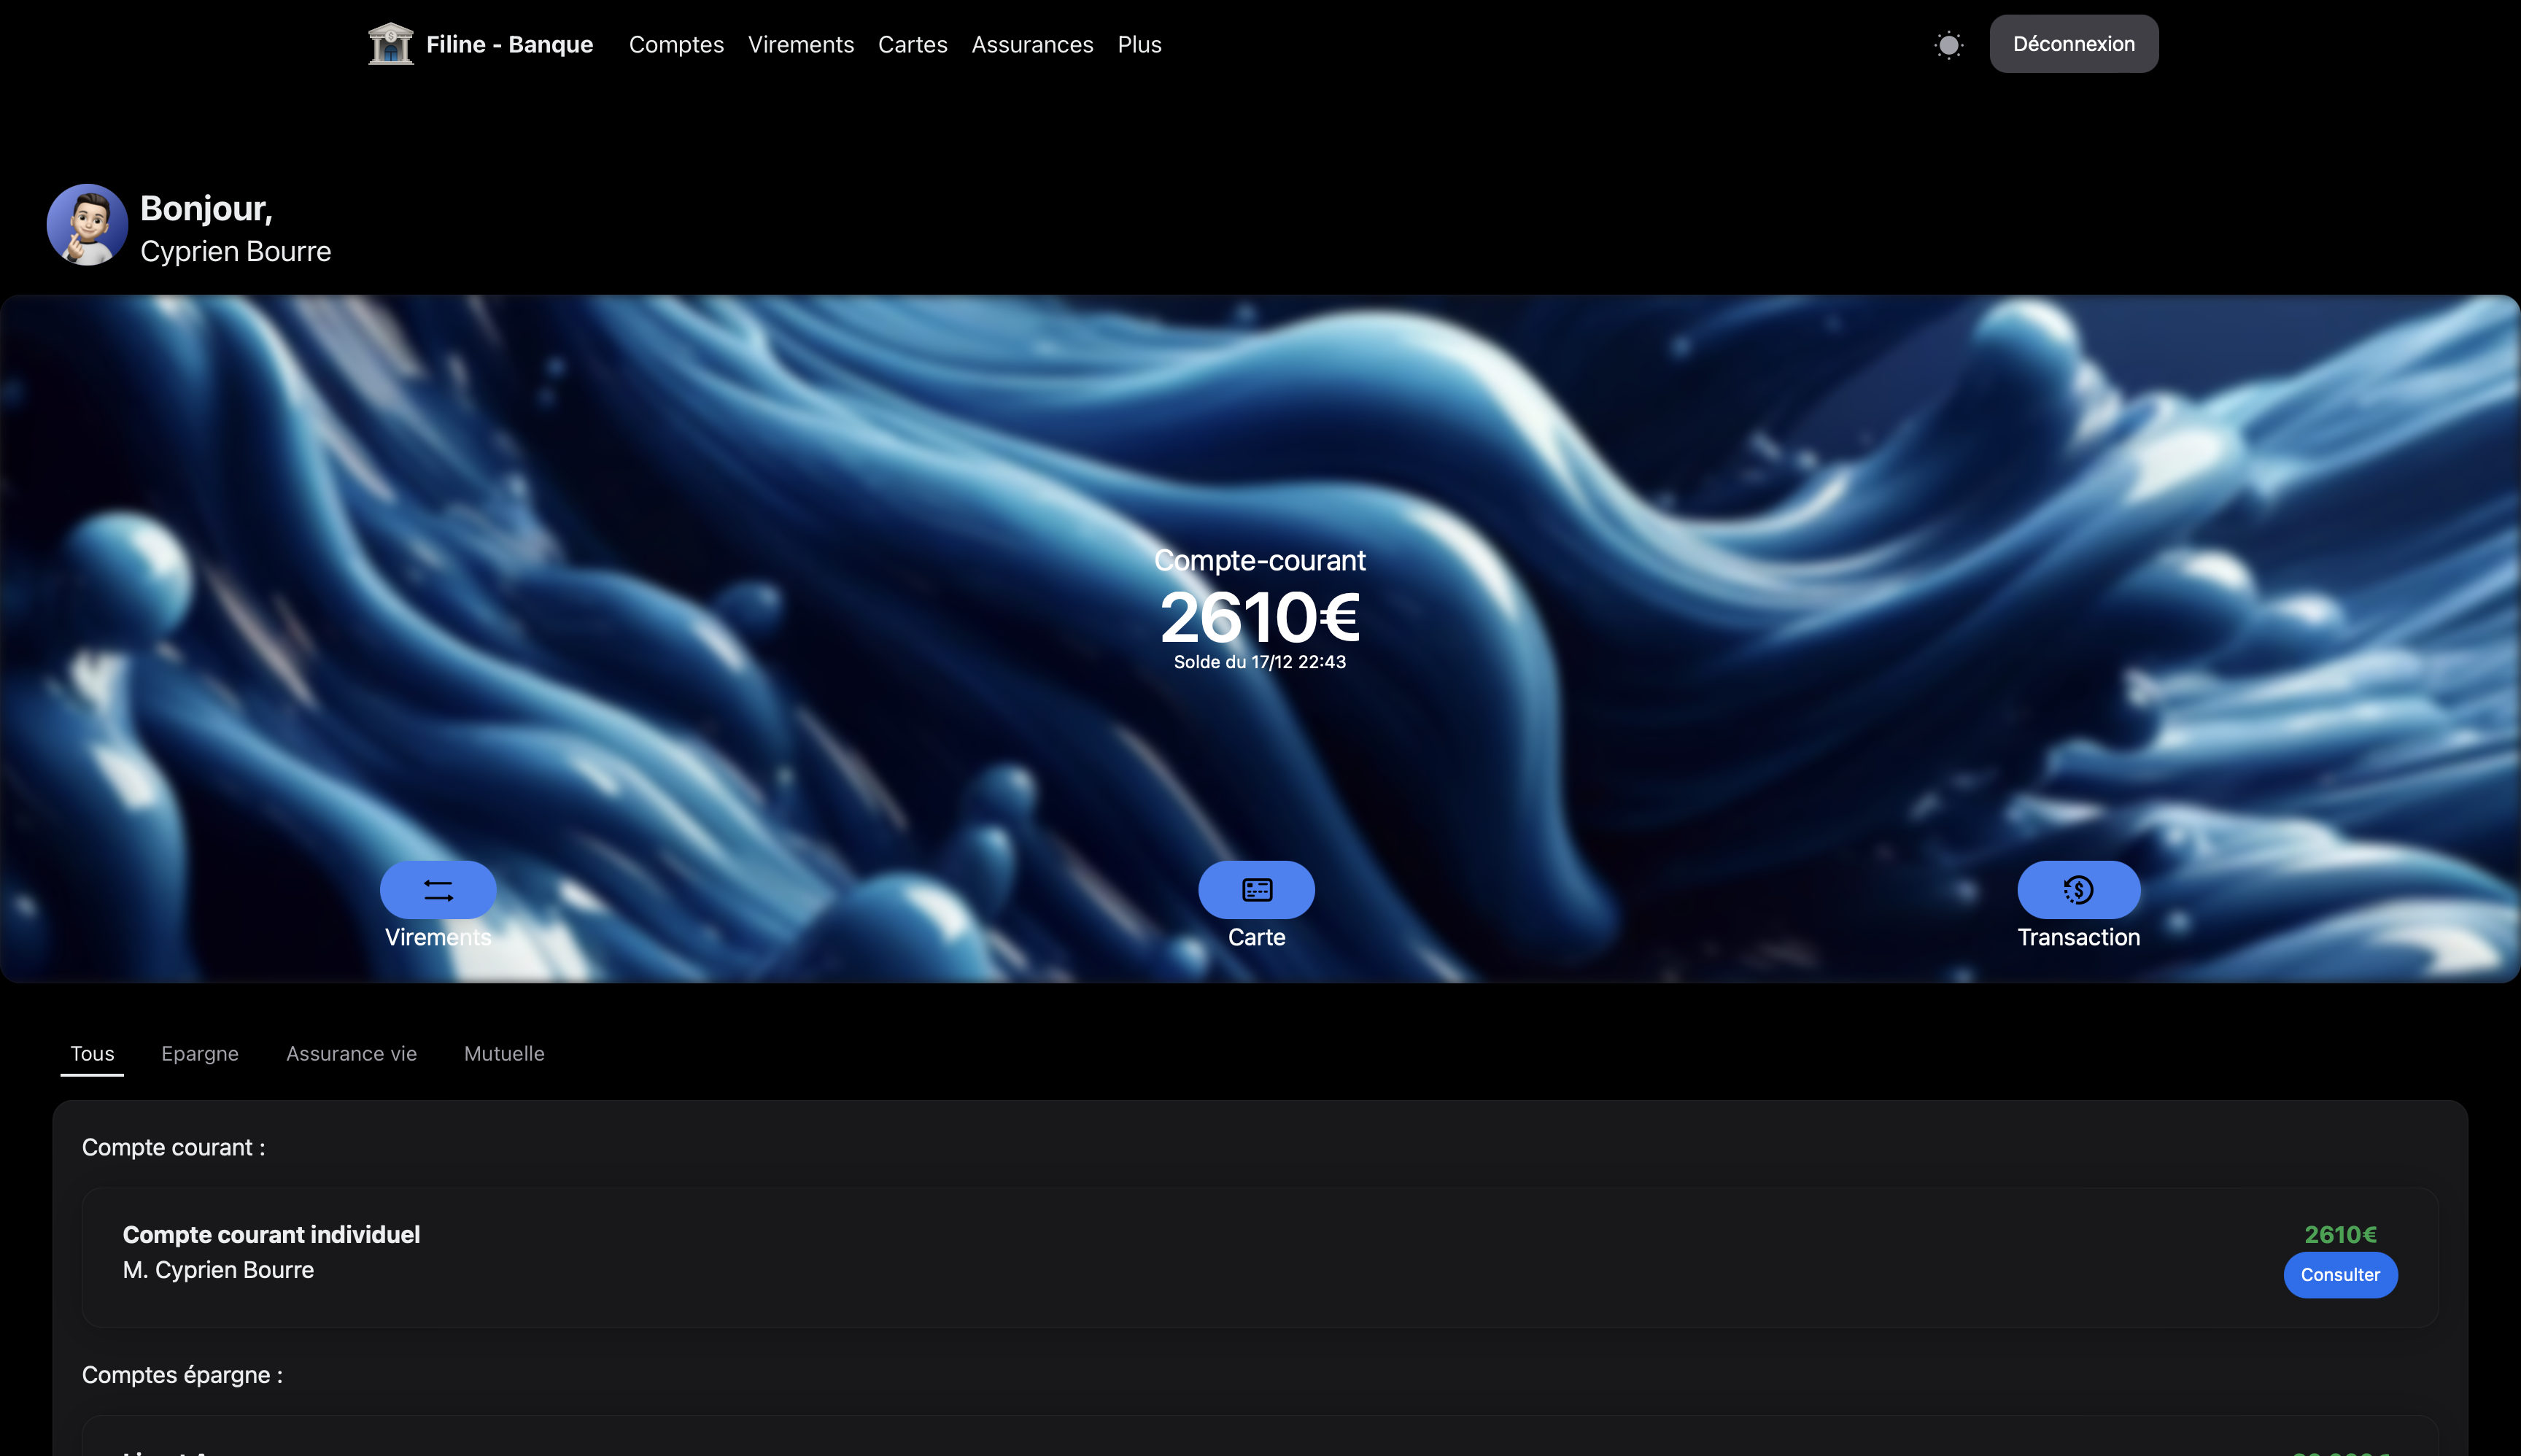 Filine - Banque Comptes Virements Cartes Assurances Plus Déconnexion
Bonjour,
Cyprien Bourre
Compte-courant
2610€
Solde du 17/12 22:43
Virements Carte Transaction
Tous Epargne Assurance vie Mutuelle
Compte courant :
Compte courant individuel 2610€
M. Cyprien Bourre Consulter
Comptes épargne :